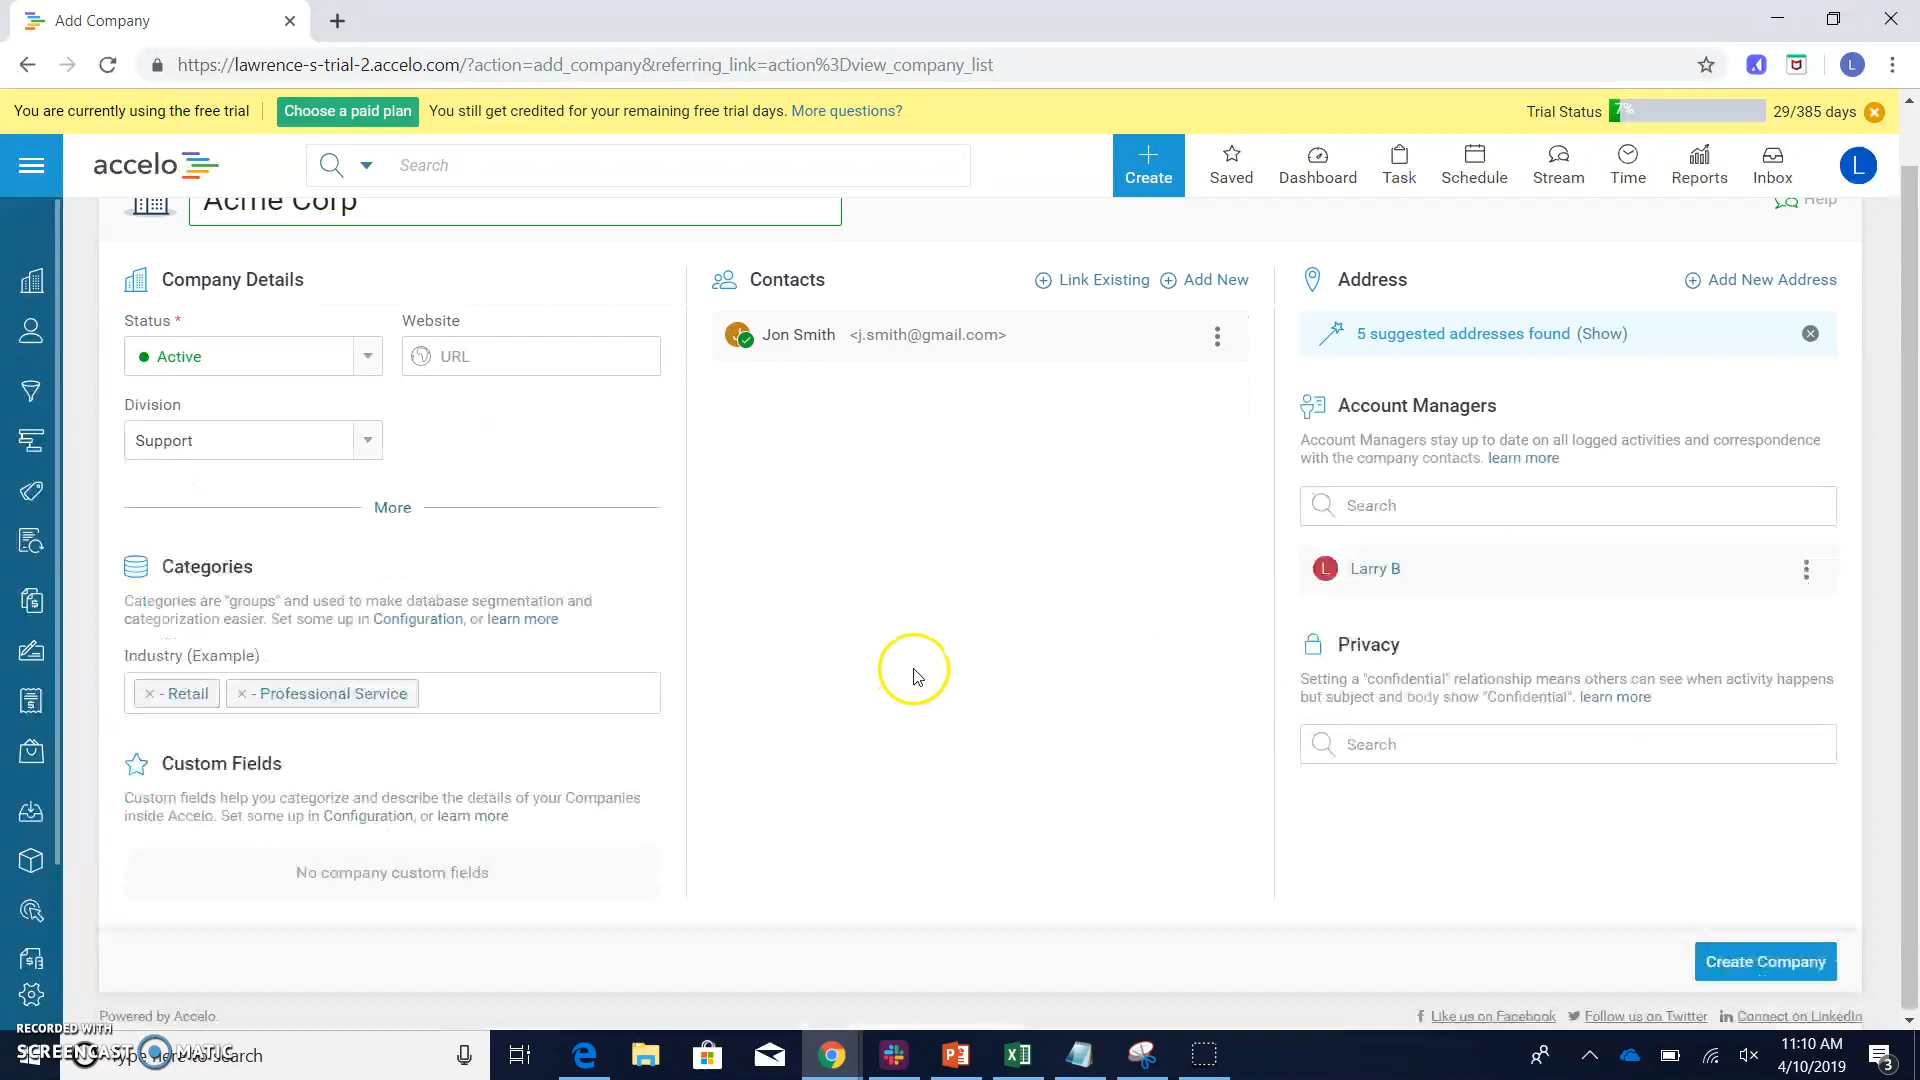 Add Company
https://lawrence-s-trial-2.accelo.com/?action=add_company&referring_link=action%3Dview_company_list
L
You are currently using the free trial
Choose a paid plan
You still get credited for your remaining free trial days. More questions?
Trial Status
7%
29/385 days
accelo
Search
Create
Saved
Dashboard
Task
Schedule
Stream
Time
Reports
Inbox
L
Acme Corp
Help
Company Details
Status *
Active
Website
URL
Division
Support
More
Categories
Categories are "groups" and used to make database segmentation and
categorization easier. Set some up in Configuration, or learn more
Industry (Example)
× - Retail
× - Professional Service
Custom Fields
Custom fields help you categorize and describe the details of your Companies
inside Accelo. Set some up in Configuration, or learn more
No company custom fields
Contacts
Link Existing
Add New
Jon Smith <j.smith@gmail.com>
Address
Add New Address
5 suggested addresses found (Show)
Account Managers
Account Managers stay up to date on all logged activities and correspondence
with the company contacts. learn more
Search
L
Larry B
Privacy
Setting a "confidential" relationship means others can see when activity happens
but subject and body show "Confidential". learn more
Search
Create Company
Powered by Accelo.
Like us on Facebook
Follow us on Twitter
Connect on LinkedIn
RECORDED WITH
SCREENCAST MATIC
here to search
11:10 AM
4/10/2019
3